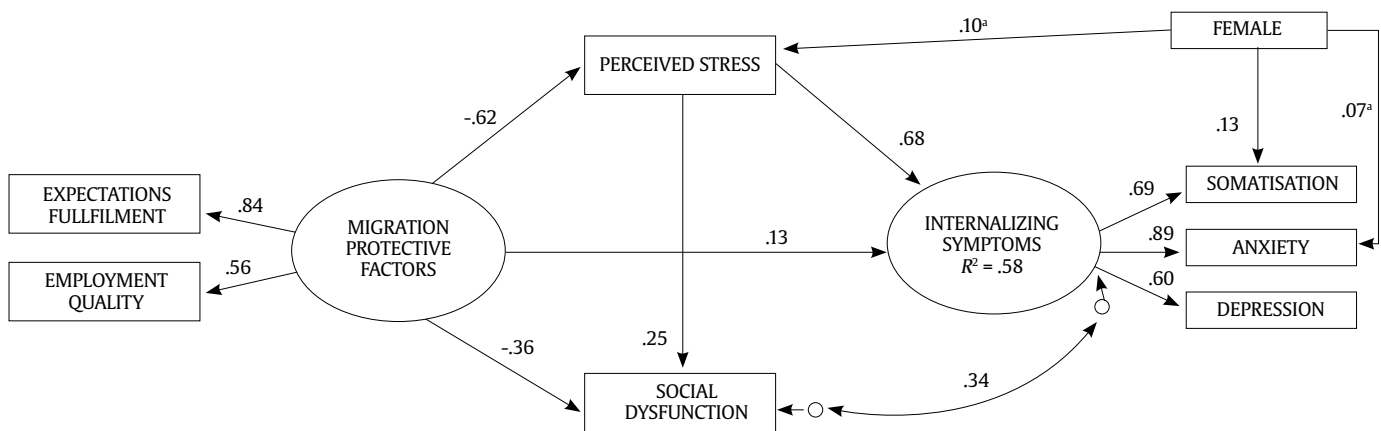 FEMALE
.10ᵃ
PERCEIVED STRESS
.07ᵃ
-.62
.13
.68
EXPECTATIONS
FULLFILMENT
.84
SOMATISATION
.69
MIGRATION
PROTECTIVE
FACTORS
INTERNALIZING
SYMPTOMS
R² = .58
.13
.89
ANXIETY
EMPLOYMENT
QUALITY
.56
.60
DEPRESSION
-.36
.25
.34
SOCIAL
DYSFUNCTION